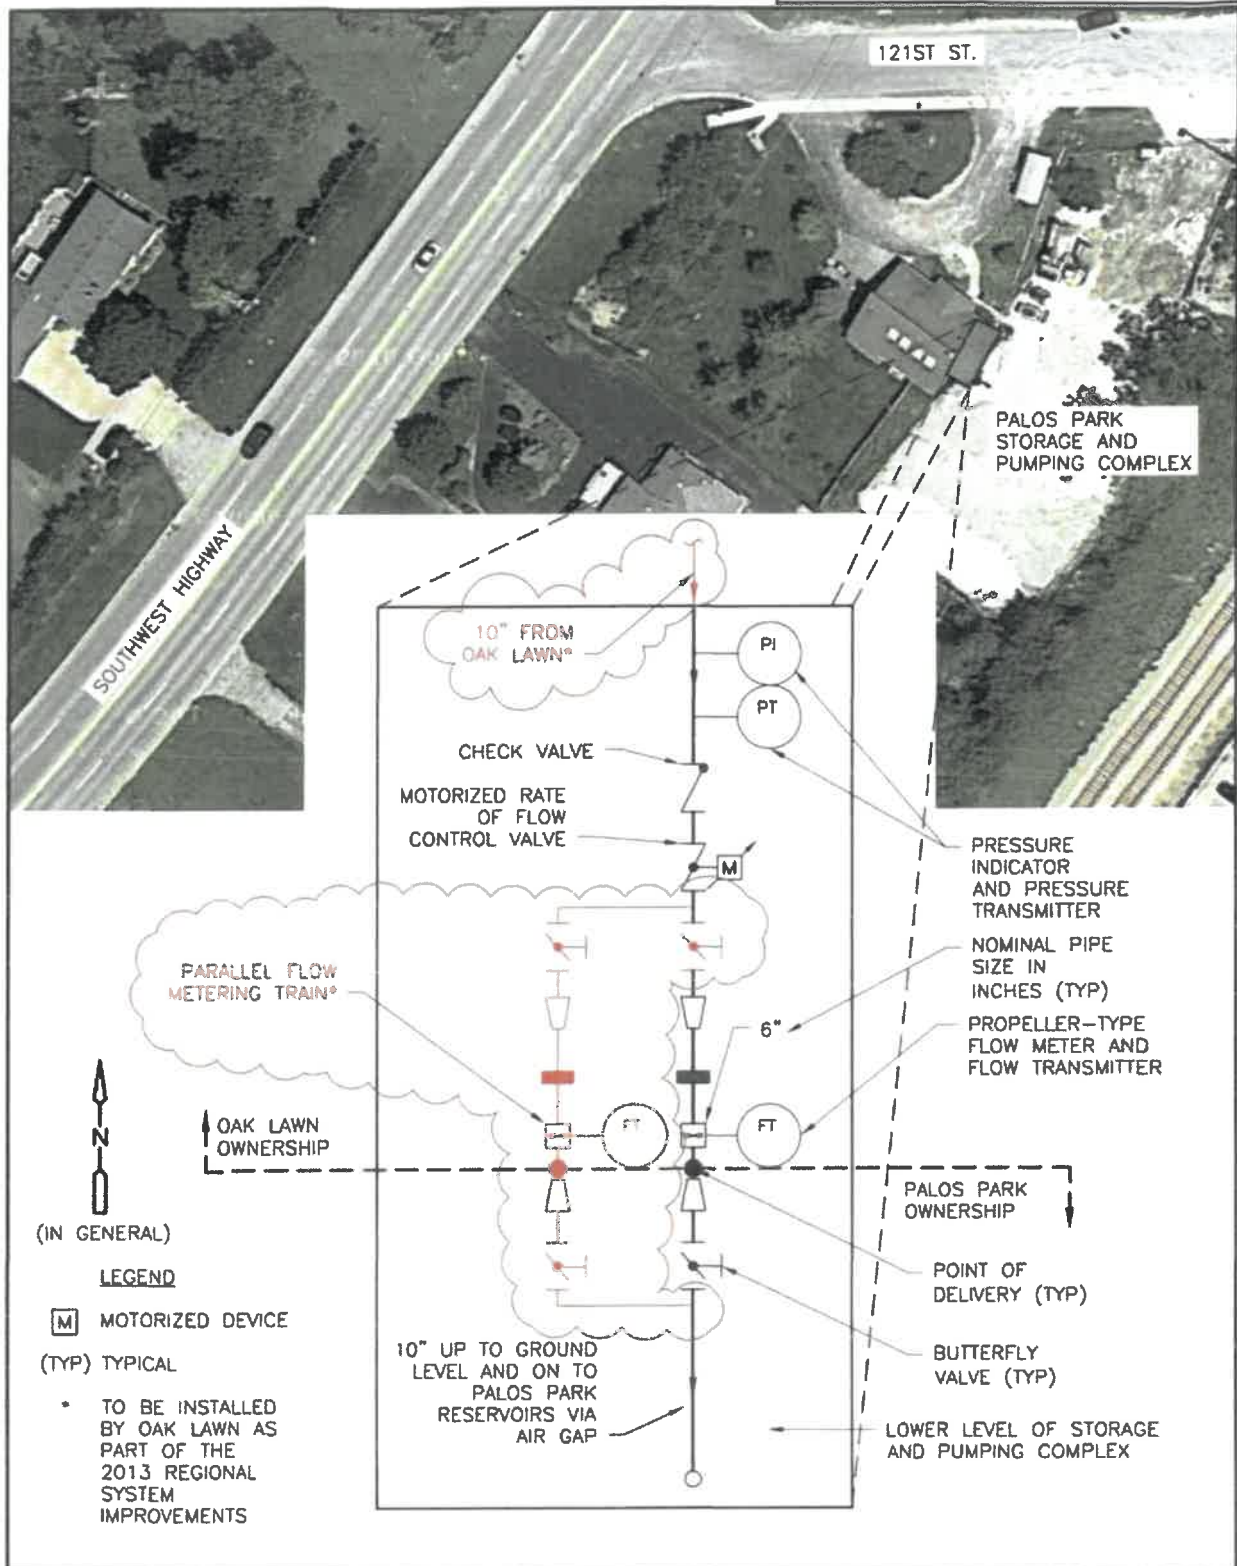 121ST ST.
PALOS PARK
STORAGE AND
PUMPING COMPLEX
SOUTHWEST HIGHWAY
10" FROM
OAK LAWN*
PI
PT
CHECK VALVE
MOTORIZED RATE
OF FLOW
CONTROL VALVE
M
PRESSURE
INDICATOR
AND PRESSURE
TRANSMITTER
PARALLEL FLOW
METERING TRAIN*
NOMINAL PIPE
SIZE IN
INCHES (TYP)
6"
PROPELLER-TYPE
FLOW METER AND
FLOW TRANSMITTER
N
OAK LAWN
OWNERSHIP
FT
FT
PALOS PARK
OWNERSHIP
(IN GENERAL)
LEGEND
M MOTORIZED DEVICE
(TYP) TYPICAL
* TO BE INSTALLED
BY OAK LAWN AS
PART OF THE
2013 REGIONAL
SYSTEM
IMPROVEMENTS
POINT OF
DELIVERY (TYP)
BUTTERFLY
VALVE (TYP)
10" UP TO GROUND
LEVEL AND ON TO
PALOS PARK
RESERVOIRS VIA
AIR GAP
LOWER LEVEL OF STORAGE
AND PUMPING COMPLEX